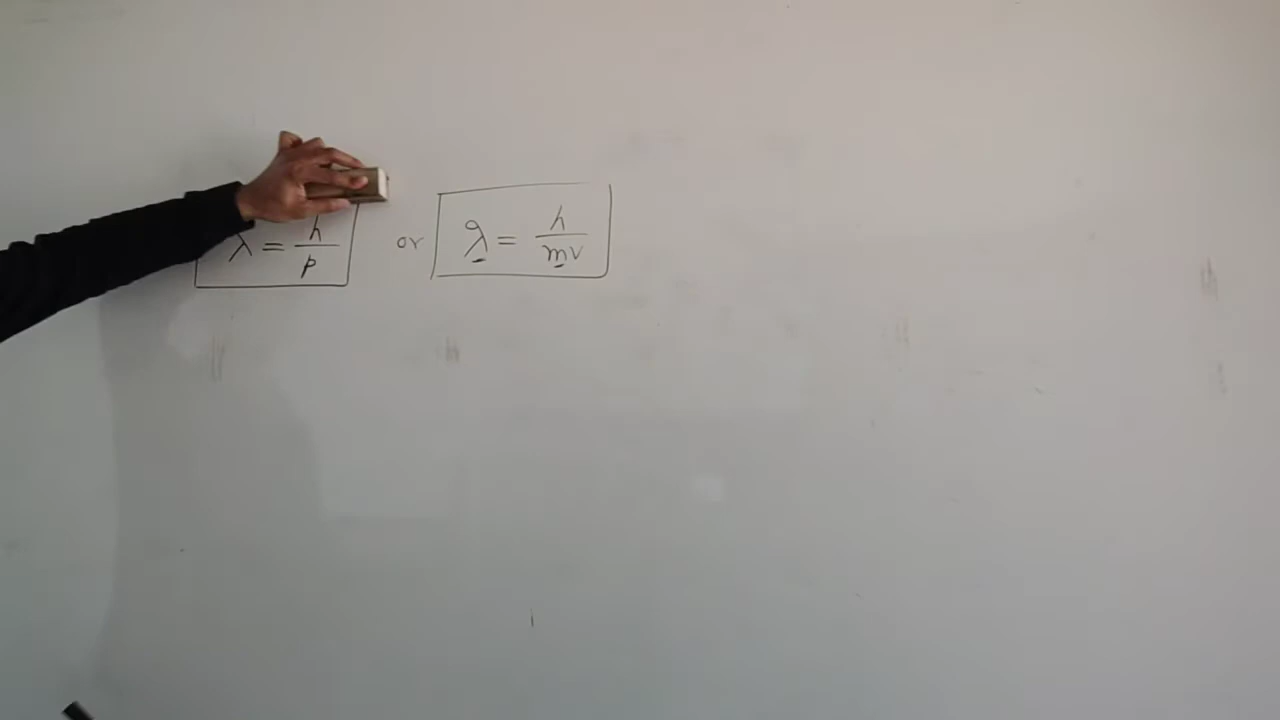 λ = h/p or λ = h/mv